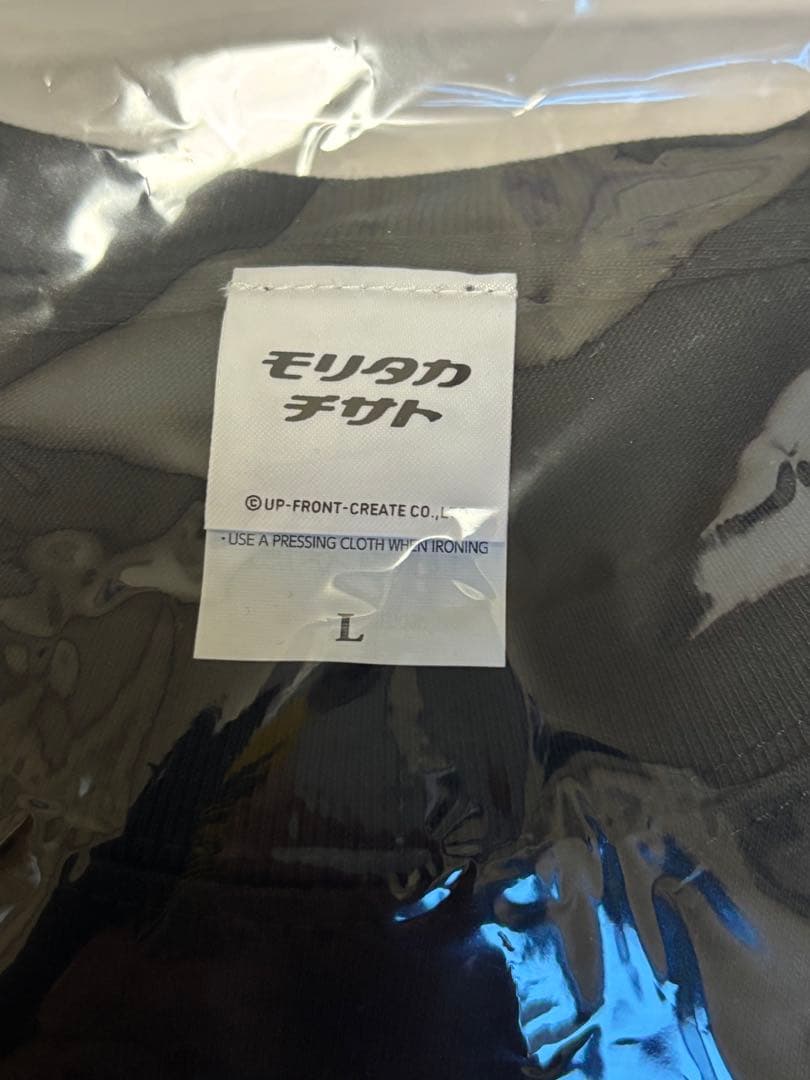 モリタカ
チサト
©UP-FRONT-CREATE CO.,L
・USE A PRESSING CLOTH WHEN IRONING
L